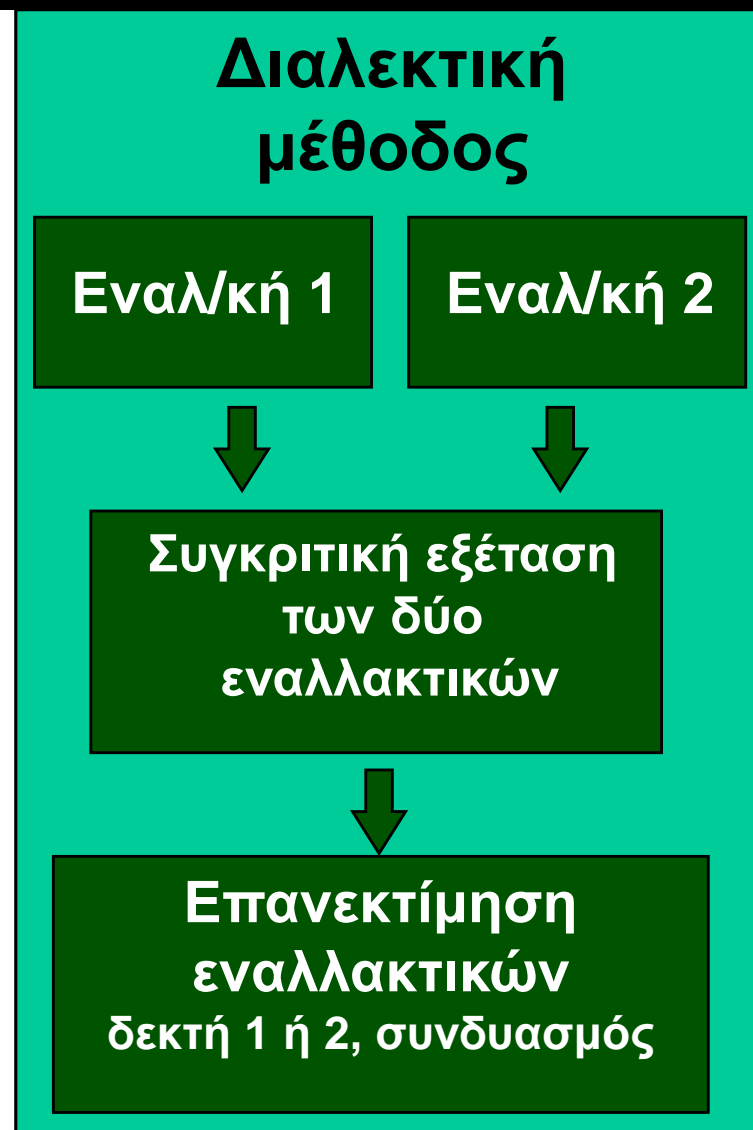 Διαλεκτική
μέθοδος
Εναλ/κή 1
Εναλ/κή 2
Συγκριτική εξέταση
των δύο
εναλλακτικών
Επανεκτίμηση
εναλλακτικών
δεκτή 1 ή 2, συνδυασμός